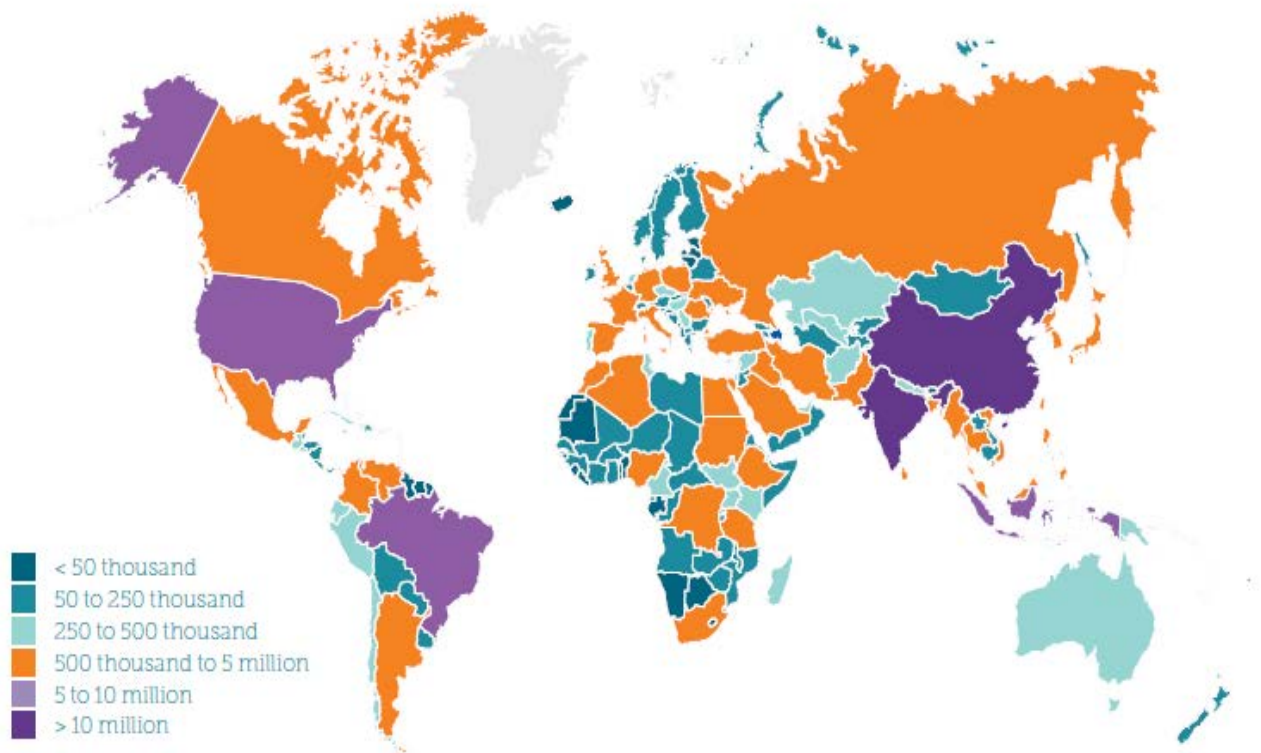 < 50 thousand
50 to 250 thousand
250 to 500 thousand
500 thousand to 5 million
5 to 10 million
> 10 million